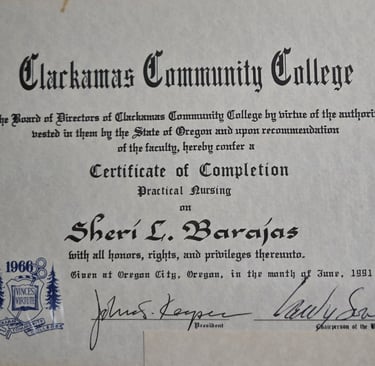 Clackamas Community College
he Board of Directors of Clackamas Community College by virtue of the authori
vested in them by the State of Oregon and upon recommendation
of the faculty, hereby confer a
Certificate of Completion
Practical Nursing
on
Sheri L. Barajas
with all honors, rights, and privileges thereunto.
Given at Oregon City, Oregon, in the month of June, 1991
1966
VINCES
VIRTUTE
President
Chairperson of the B